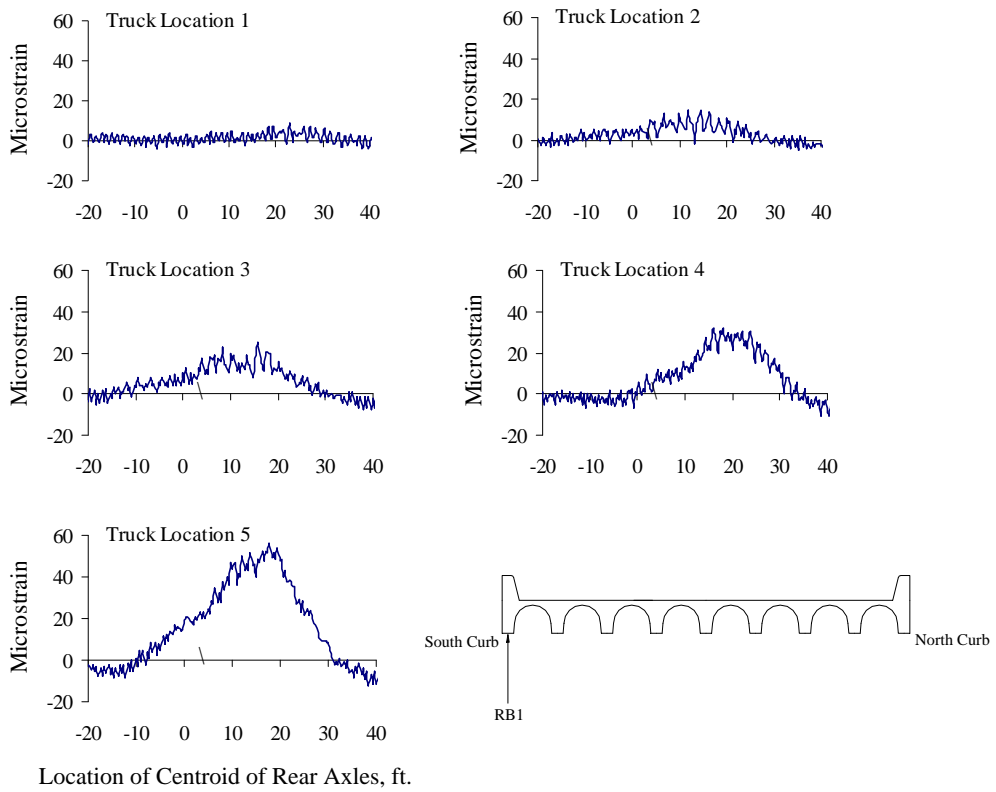 Truck Location 1
Microstrain
60
40
20
0
-20
-20 -10 0 10 20 30 40
Truck Location 2
Microstrain
60
40
20
0
-20
-20 -10 0 10 20 30 40
Truck Location 3
Microstrain
60
40
20
0
-20
-20 -10 0 10 20 30 40
Truck Location 4
Microstrain
60
40
20
0
-20
-20 -10 0 10 20 30 40
Truck Location 5
Microstrain
60
40
20
0
-20
-20 -10 0 10 20 30 40
South Curb
North Curb
RB1
Location of Centroid of Rear Axles, ft.